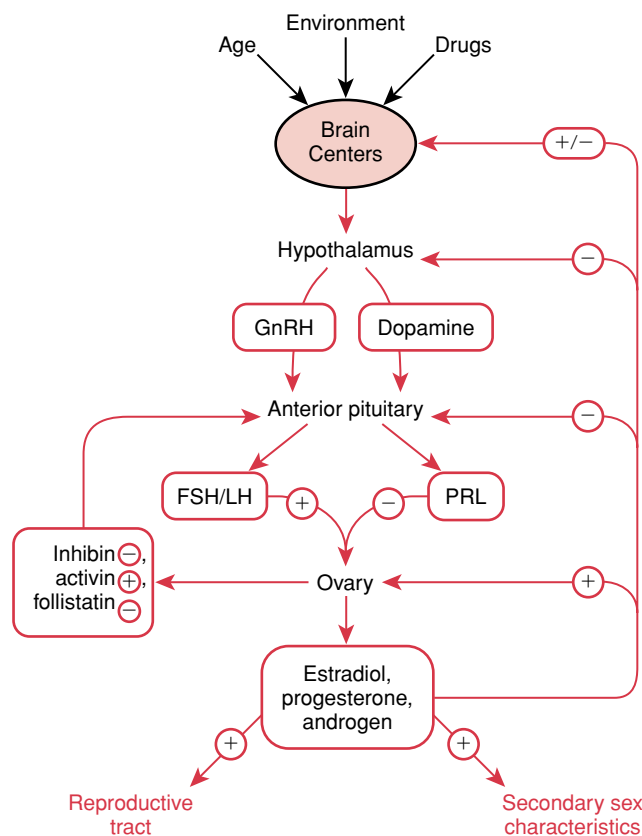 Environment
Age
Drugs
Brain
Centers
+/−
Hypothalamus
−
GnRH
Dopamine
Anterior pituitary
−
FSH/LH
+
−
PRL
Inhibin −,
activin +,
follistatin −
Ovary
+
Estradiol,
progesterone,
androgen
+
+
Reproductive
tract
Secondary sex
characteristics